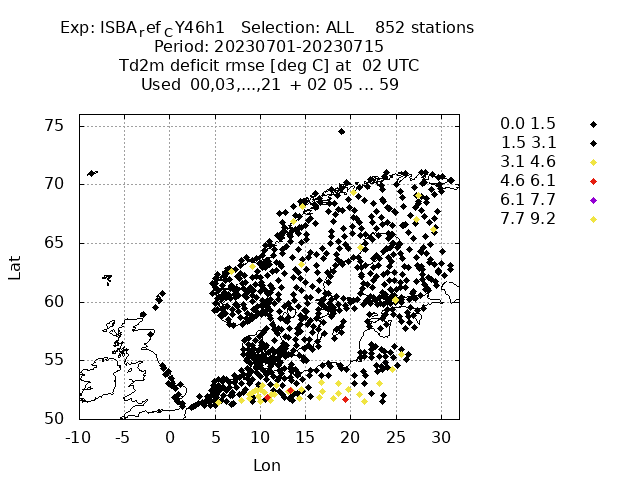 Exp: ISBA_ref_CY46h1 Selection: ALL 852 stations
Period: 20230701-20230715
Td2m deficit rmse [deg C] at 02 UTC
Used 00,03,...,21 + 02 05 ... 59
0.0 1.5
1.5 3.1
3.1 4.6
4.6 6.1
6.1 7.7
7.7 9.2
75
70
65
60
55
50
Lat
-10 -5 0 5 10 15 20 25 30
Lon